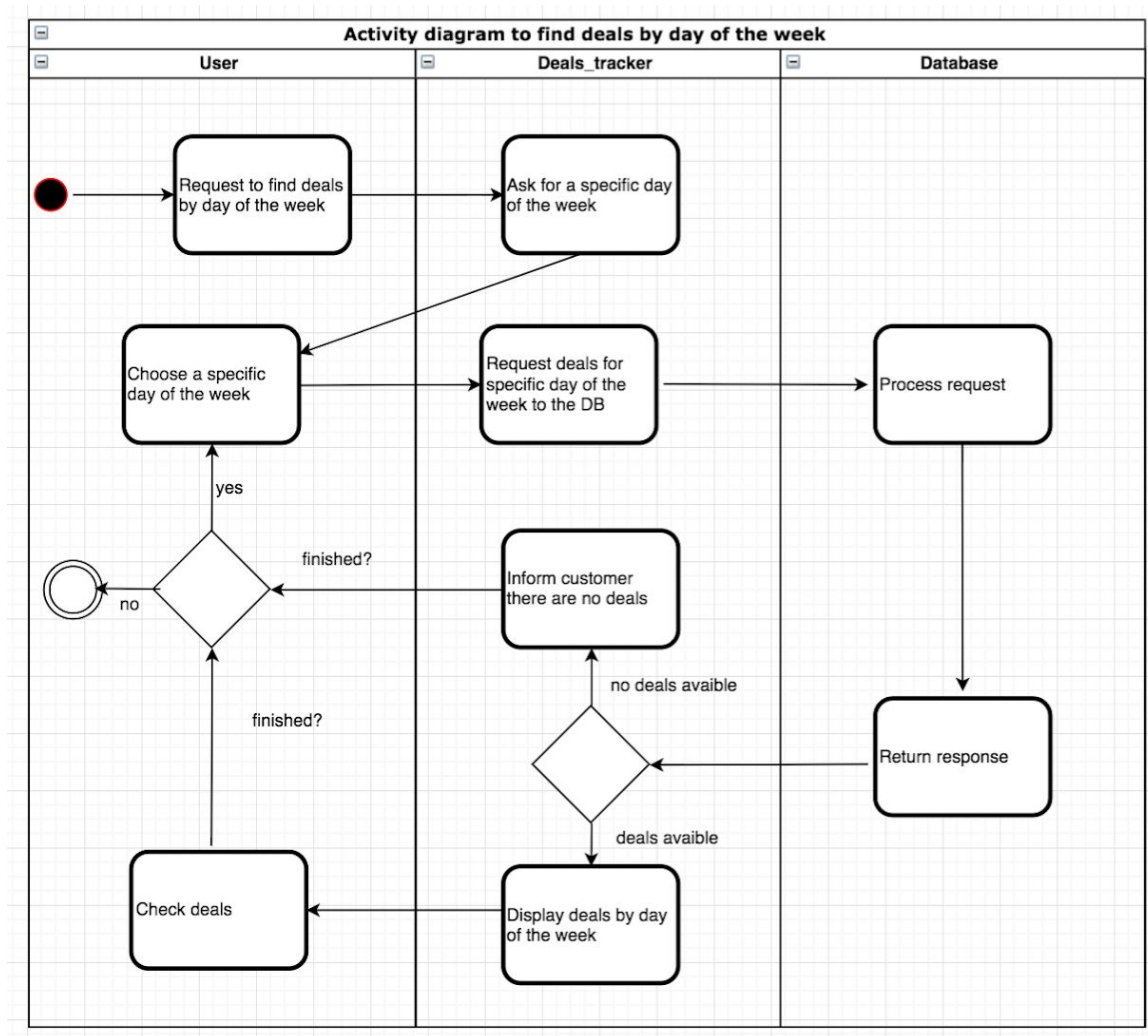 Activity diagram to find deals by day of the week
User
Deals_tracker
Database
Request to find deals
by day of the week
Ask for a specific day
of the week
Choose a specific
day of the week
Request deals for
specific day of the
week to the DB
Process request
yes
finished?
Inform customer
there are no deals
no
no deals avaible
finished?
Return response
deals avaible
Check deals
Display deals by day
of the week